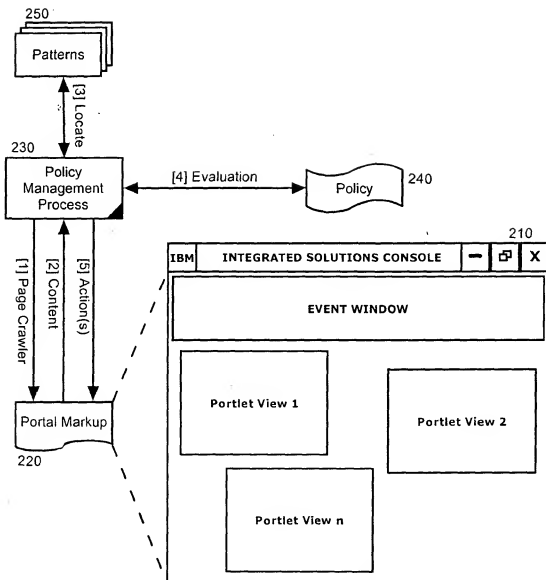 250
Patterns
[3] Locate
230
Policy
Management
Process
[4] Evaluation
Policy
240
[1] Page Crawler
[2] Content
[5] Action(s)
Portal Markup
220
210
IBM INTEGRATED SOLUTIONS CONSOLE X
EVENT WINDOW
Portlet View 1
Portlet View 2
Portlet View n